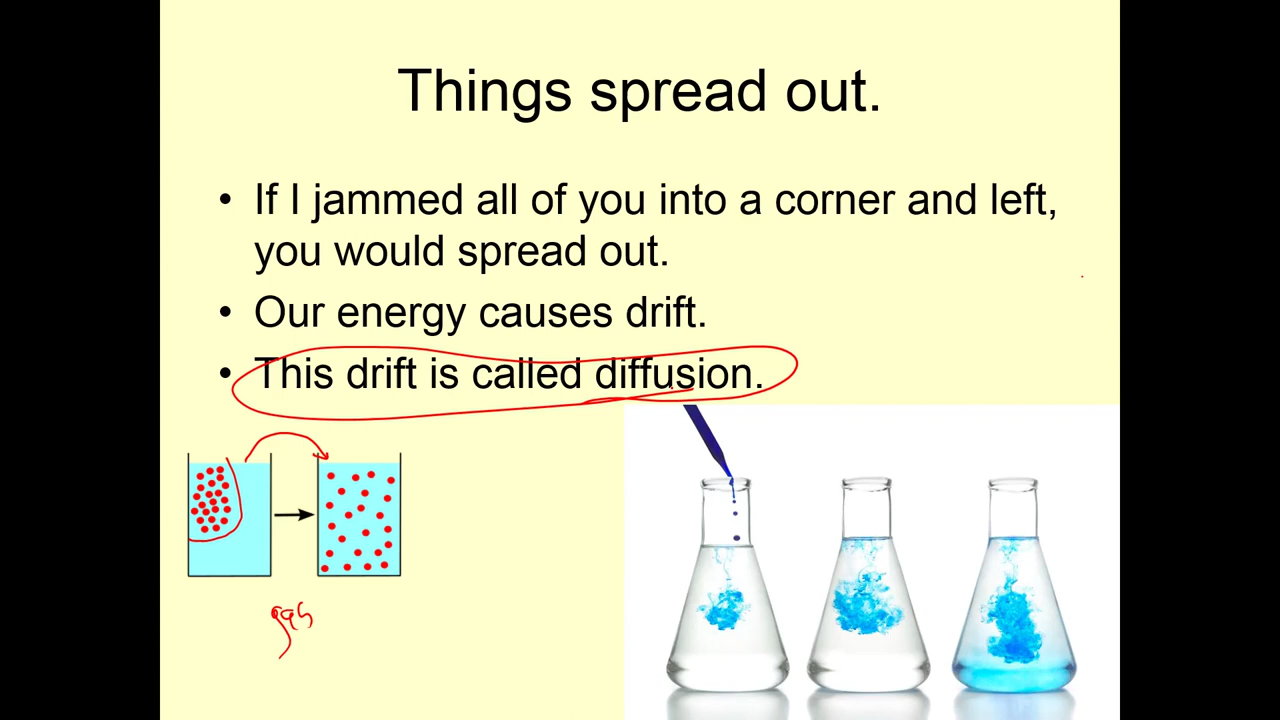 Things spread out.
• If I jammed all of you into a corner and left,
you would spread out.
• Our energy causes drift.
• This drift is called diffusion.
gas